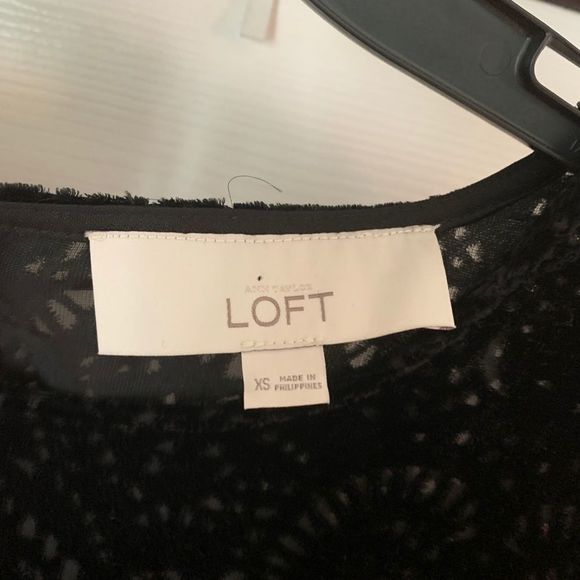 ANN TAYLOR
LOFT
XS MADE IN
PHILIPPINES